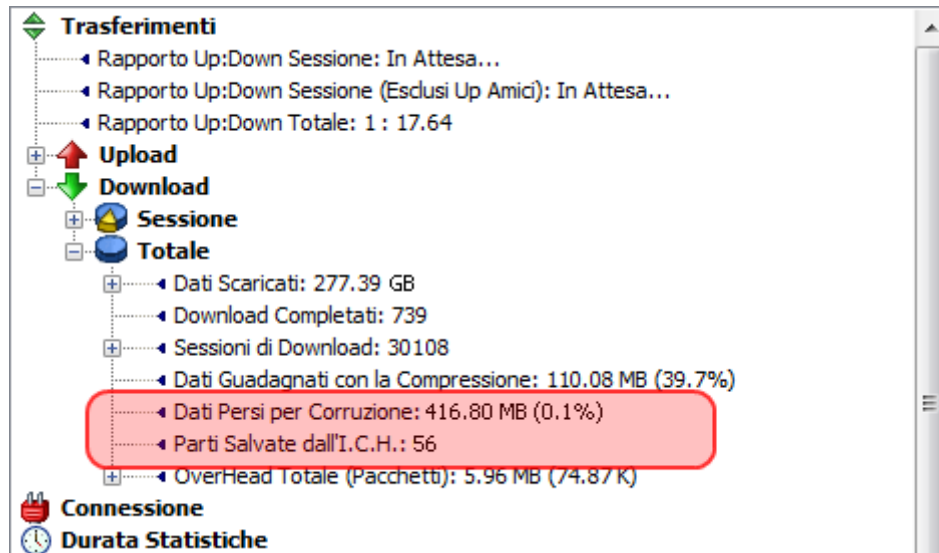 Trasferimenti
Rapporto Up:Down Sessione: In Attesa...
Rapporto Up:Down Sessione (Esclusi Up Amici): In Attesa...
Rapporto Up:Down Totale: 1 : 17.64
Upload
Download
Sessione
Totale
Dati Scaricati: 277.39 GB
Download Completati: 739
Sessioni di Download: 30108
Dati Guadagnati con la Compressione: 110.08 MB (39.7%)
Dati Persi per Corruzione: 416.80 MB (0.1%)
Parti Salvate dall'I.C.H.: 56
OverHead Totale (Pacchetti): 5.96 MB (74.87 K)
Connessione
Durata Statistiche